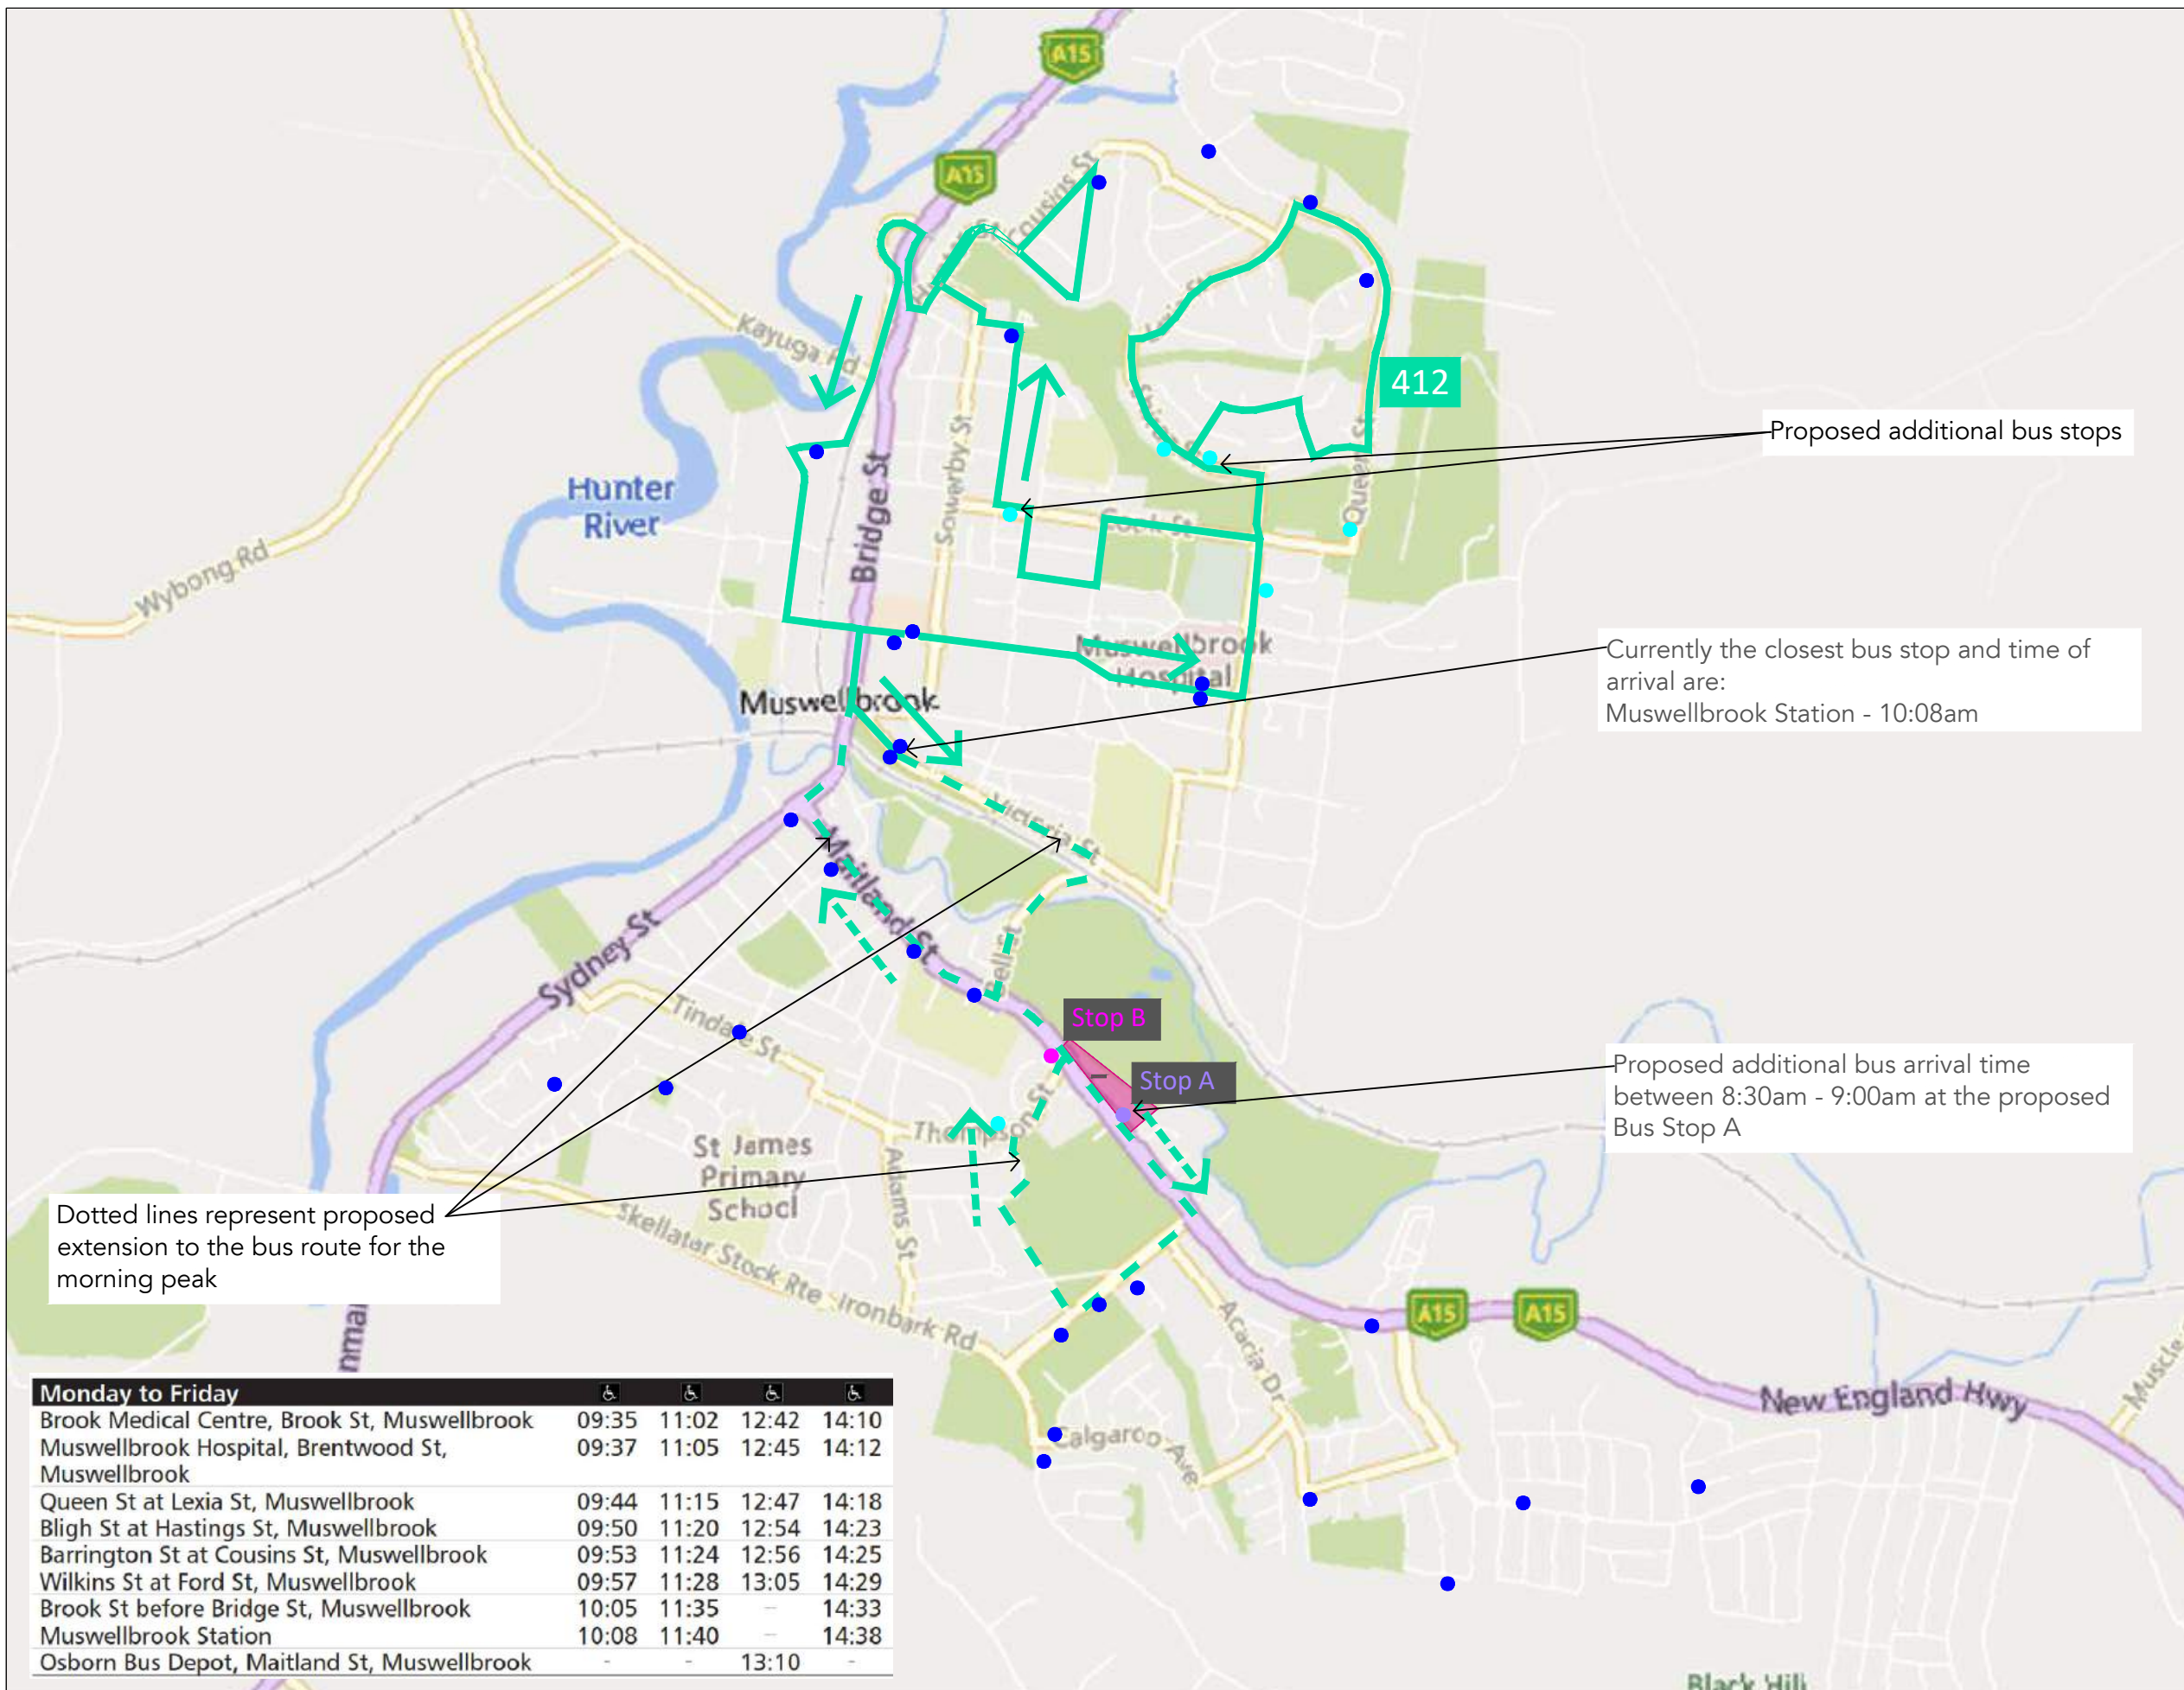 A15
A15
Cousins St
Kayuga Rd
412
Proposed additional bus stops
Queen St
Sowerby St
Bridge St
Cook St
Hunter
River
Wybong Rd
Muswellbrook
Hospital
Currently the closest bus stop and time of
arrival are:
Muswellbrook Station - 10:08am
Muswellbrook
Victoria St
Maitland St
Sydney St
Bell St
Stop B
Tindale St
Stop A
Proposed additional bus arrival time
between 8:30am - 9:00am at the proposed
Bus Stop A
Thompson St
St James
Primary
School
Adams St
Dotted lines represent proposed
extension to the bus route for the
morning peak
Skellatar Stock Rte
Ironbark Rd
Acacia Dr
A15
A15
New England Hwy
Calgaroo Ave
Monday to Friday
Brook Medical Centre, Brook St, Muswellbrook 09:35 11:02 12:42 14:10
Muswellbrook Hospital, Brentwood St, 09:37 11:05 12:45 14:12
Muswellbrook
Queen St at Lexia St, Muswellbrook 09:44 11:15 12:47 14:18
Bligh St at Hastings St, Muswellbrook 09:50 11:20 12:54 14:23
Barrington St at Cousins St, Muswellbrook 09:53 11:24 12:56 14:25
Wilkins St at Ford St, Muswellbrook 09:57 11:28 13:05 14:29
Brook St before Bridge St, Muswellbrook 10:05 11:35 – 14:33
Muswellbrook Station 10:08 11:40 – 14:38
Osborn Bus Depot, Maitland St, Muswellbrook - - 13:10 -
Black Hill